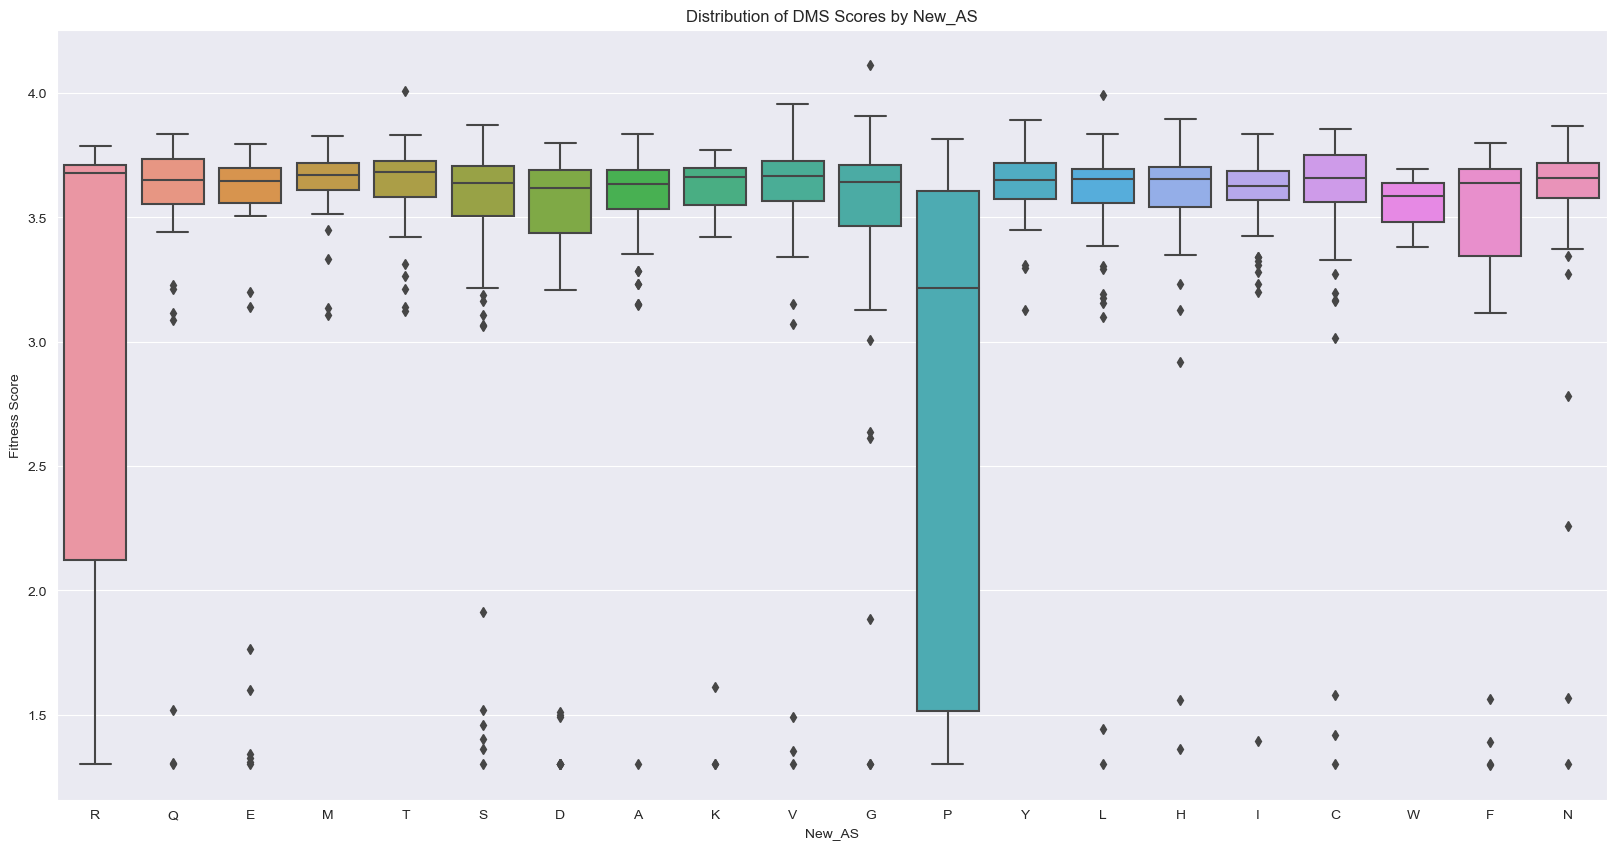 Distribution of DMS Scores by New_AS
Fitness Score
4.0
3.5
3.0
2.5
2.0
1.5
R Q E M T S D A K V G P Y L H I C W F N
New_AS